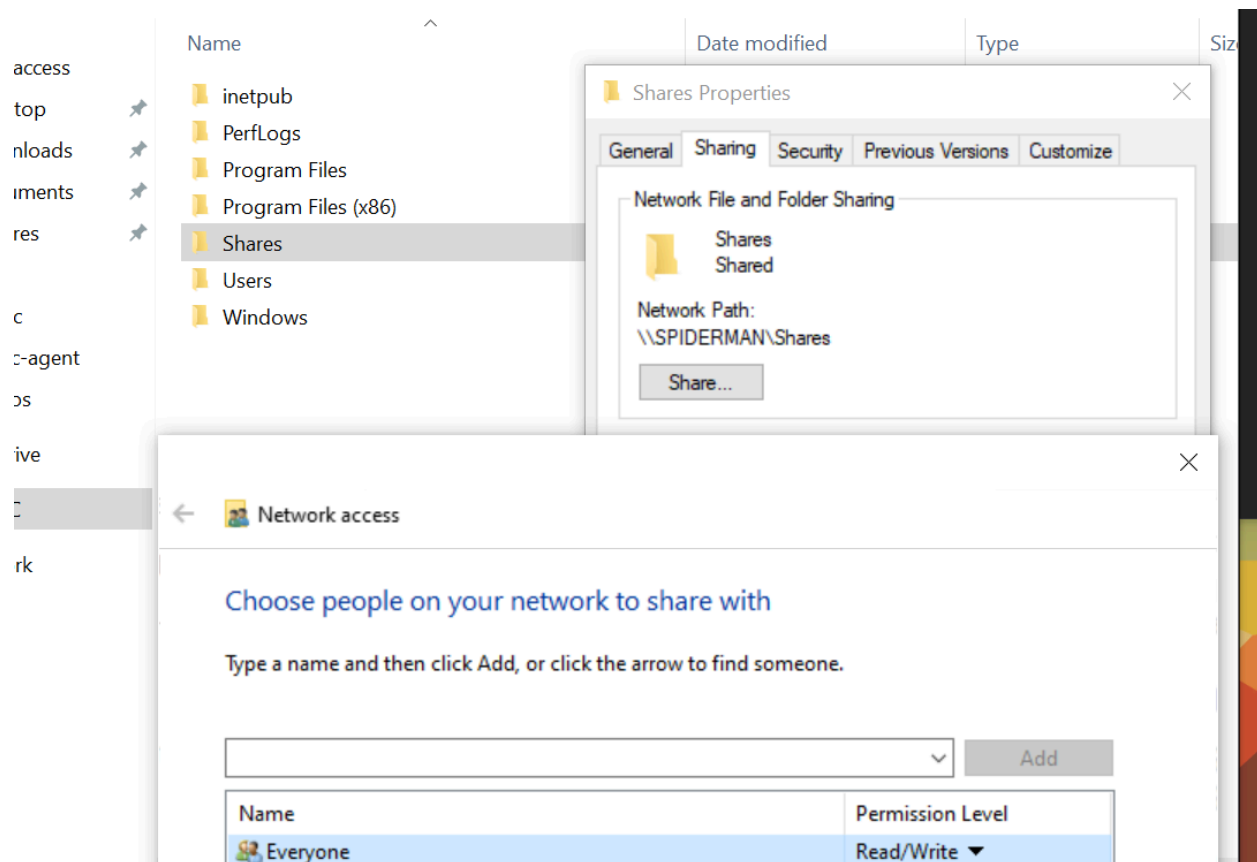 Name Date modified Type Siz
access
top
nloads
uments
res
c
c-agent
os
ive
C
rk
inetpub
PerfLogs
Program Files
Program Files (x86)
Shares
Users
Windows
Shares Properties
General Sharing Security Previous Versions Customize
Network File and Folder Sharing
Shares
Shared
Network Path:
\\SPIDERMAN\Shares
Share...
Network access
Choose people on your network to share with
Type a name and then click Add, or click the arrow to find someone.
Add
Name Permission Level
Everyone Read/Write